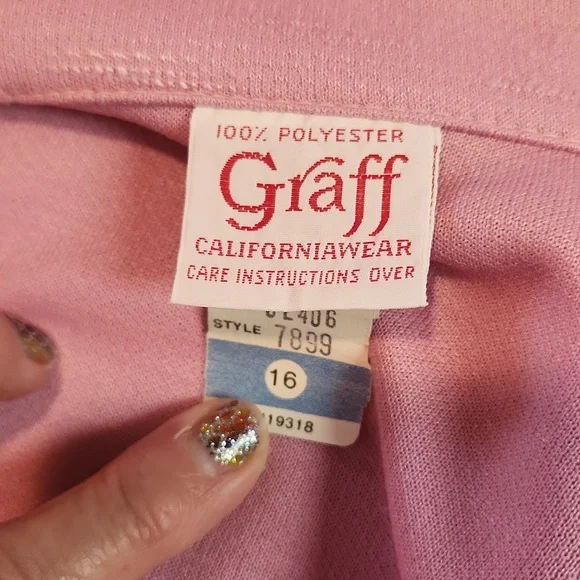 100% POLYESTER
Graff
CALIFORNIAWEAR
CARE INSTRUCTIONS OVER
STYLE 7899
16